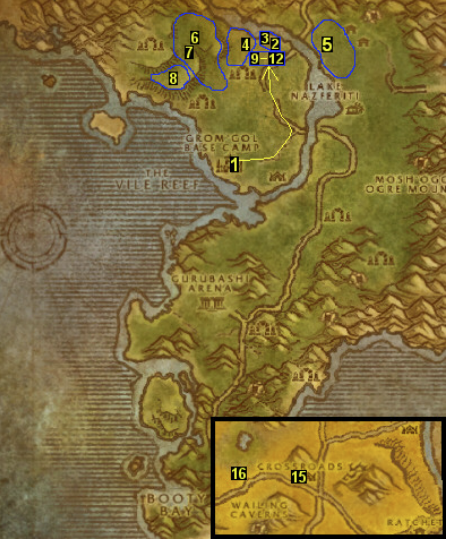 6
7
8
4
3
2
9-12
5
LAKE
NAZFERITI
GROM'GOL
BASE CAMP
1
THE
VILE REEF
MOSH OGG
OGRE MOUN
GURUBASHI
ARENA
BOOTY
BAY
16
CROSSROADS
15
WAILING
CAVERNS
RATCHET